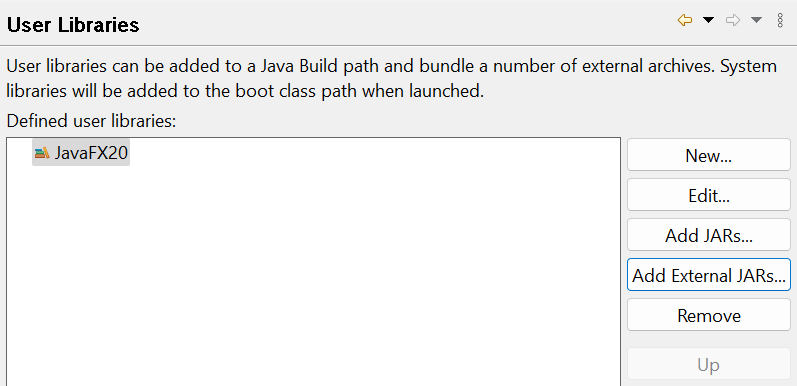 User Libraries
User libraries can be added to a Java Build path and bundle a number of external archives. System
libraries will be added to the boot class path when launched.
Defined user libraries:
JavaFX20
New...
Edit...
Add JARs...
Add External JARs...
Remove
Up